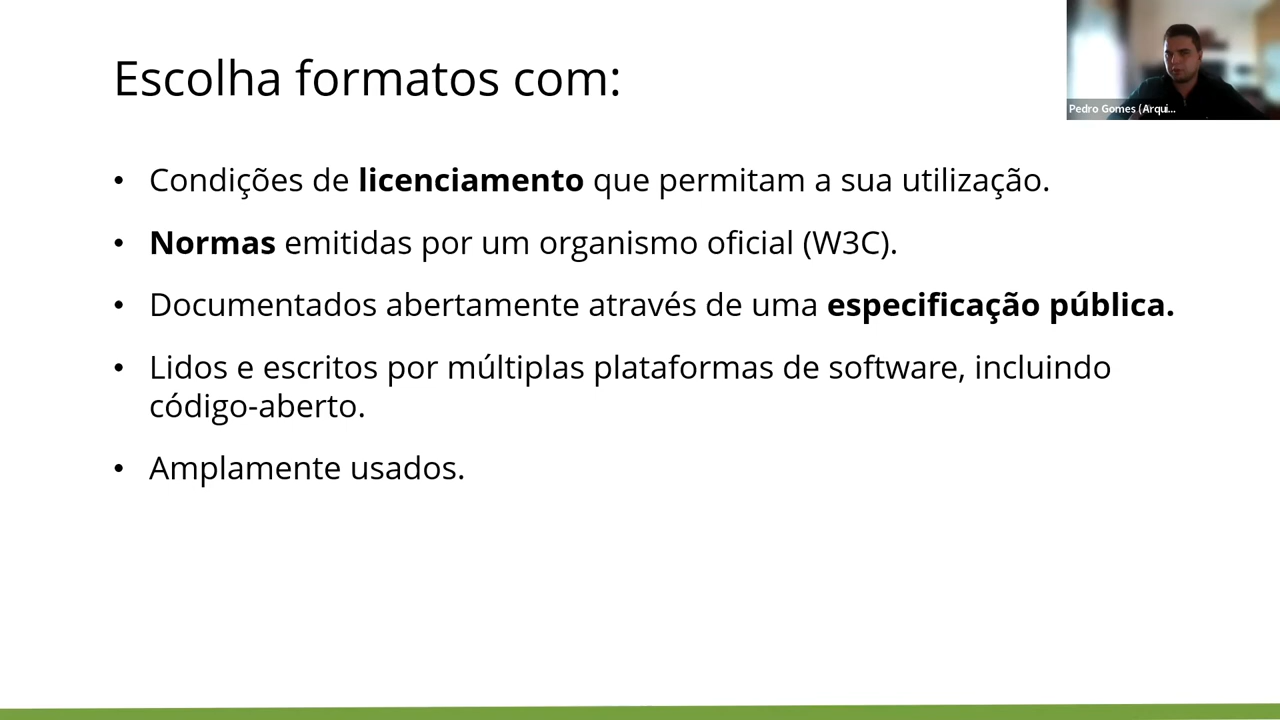 Escolha formatos com:
Pedro Gomes (Arqui...
• Condições de licenciamento que permitam a sua utilização.
• Normas emitidas por um organismo oficial (W3C).
• Documentados abertamente através de uma especificação pública.
• Lidos e escritos por múltiplas plataformas de software, incluindo
código-aberto.
• Amplamente usados.